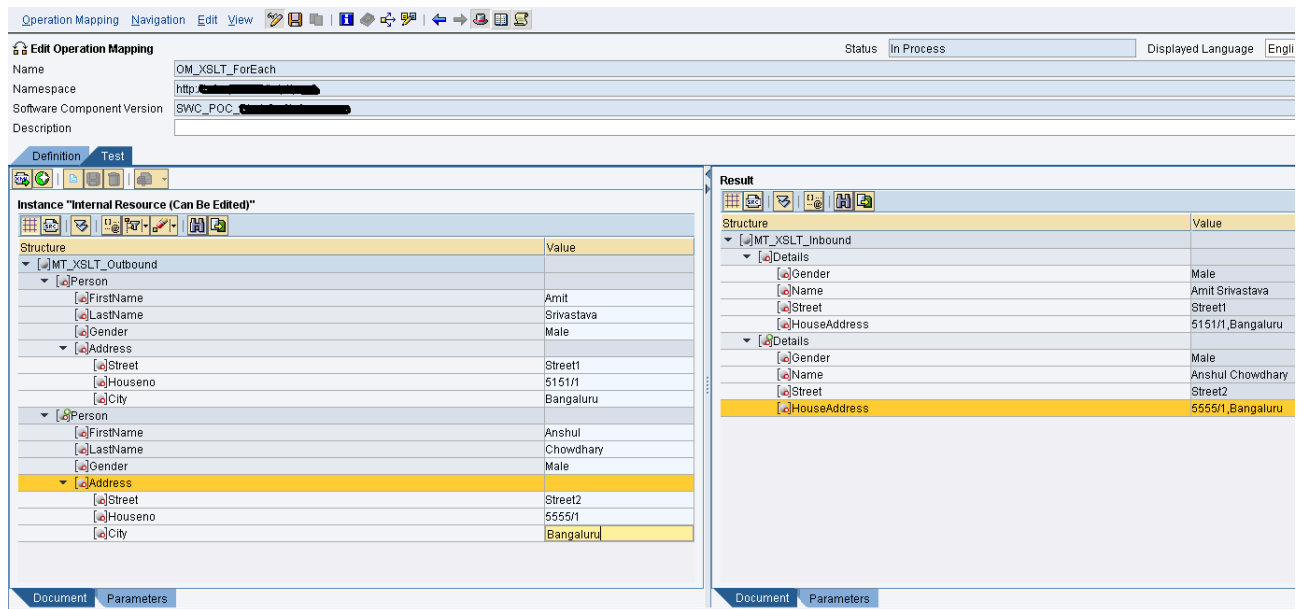 Operation Mapping Navigation Edit View
Edit Operation Mapping Status In Process Displayed Language Engli
Name OM_XSLT_ForEach
Namespace http:
Software Component Version SWC_POC_
Description
Definition Test
Instance "Internal Resource (Can Be Edited)"
Structure Value
MT_XSLT_Outbound
Person
FirstName Amit
LastName Srivastava
Gender Male
Address
Street Street1
Houseno 5151/1
City Bangaluru
Person
FirstName Anshul
LastName Chowdhary
Gender Male
Address
Street Street2
Houseno 5555/1
City Bangaluru
Document Parameters
Result
Structure Value
MT_XSLT_Inbound
Details
Gender Male
Name Amit Srivastava
Street Street1
HouseAddress 5151/1,Bangaluru
Details
Gender Male
Name Anshul Chowdhary
Street Street2
HouseAddress 5555/1,Bangaluru
Document Parameters